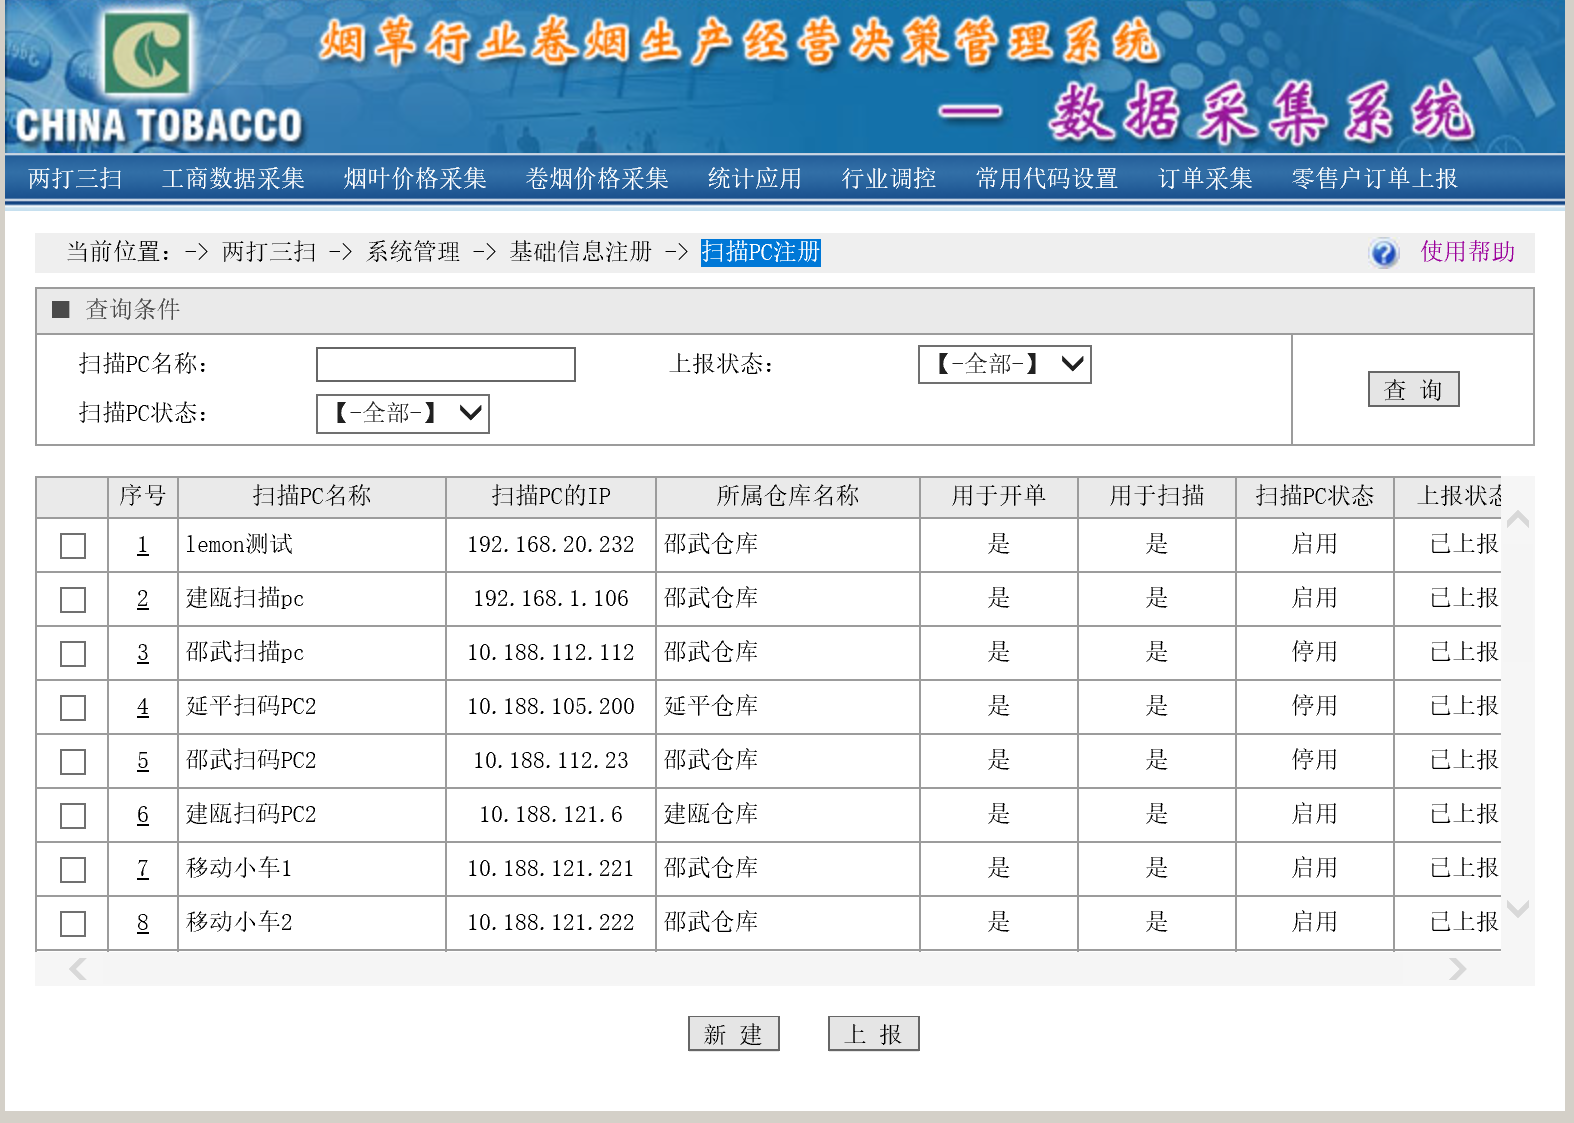 烟草行业卷烟生产经营决策管理系统
— 数据采集系统
CHINA TOBACCO
两打三扫 工商数据采集 烟叶价格采集 卷烟价格采集 统计应用 行业调控 常用代码设置 订单采集 零售户订单上报
当前位置: -> 两打三扫 -> 系统管理 -> 基础信息注册 -> 扫描PC注册 使用帮助
■ 查询条件
扫描PC名称: 上报状态: 【-全部-】
扫描PC状态: 【-全部-】 查 询
序号 扫描PC名称 扫描PC的IP 所属仓库名称 用于开单 用于扫描 扫描PC状态 上报状态
1 lemon测试 192.168.20.232 邵武仓库 是 是 启用 已上报
2 建瓯扫描pc 192.168.1.106 邵武仓库 是 是 启用 已上报
3 邵武扫描pc 10.188.112.112 邵武仓库 是 是 停用 已上报
4 延平扫码PC2 10.188.105.200 延平仓库 是 是 停用 已上报
5 邵武扫码PC2 10.188.112.23 邵武仓库 是 是 停用 已上报
6 建瓯扫码PC2 10.188.121.6 建瓯仓库 是 是 启用 已上报
7 移动小车1 10.188.121.221 邵武仓库 是 是 启用 已上报
8 移动小车2 10.188.121.222 邵武仓库 是 是 启用 已上报
新 建 上 报